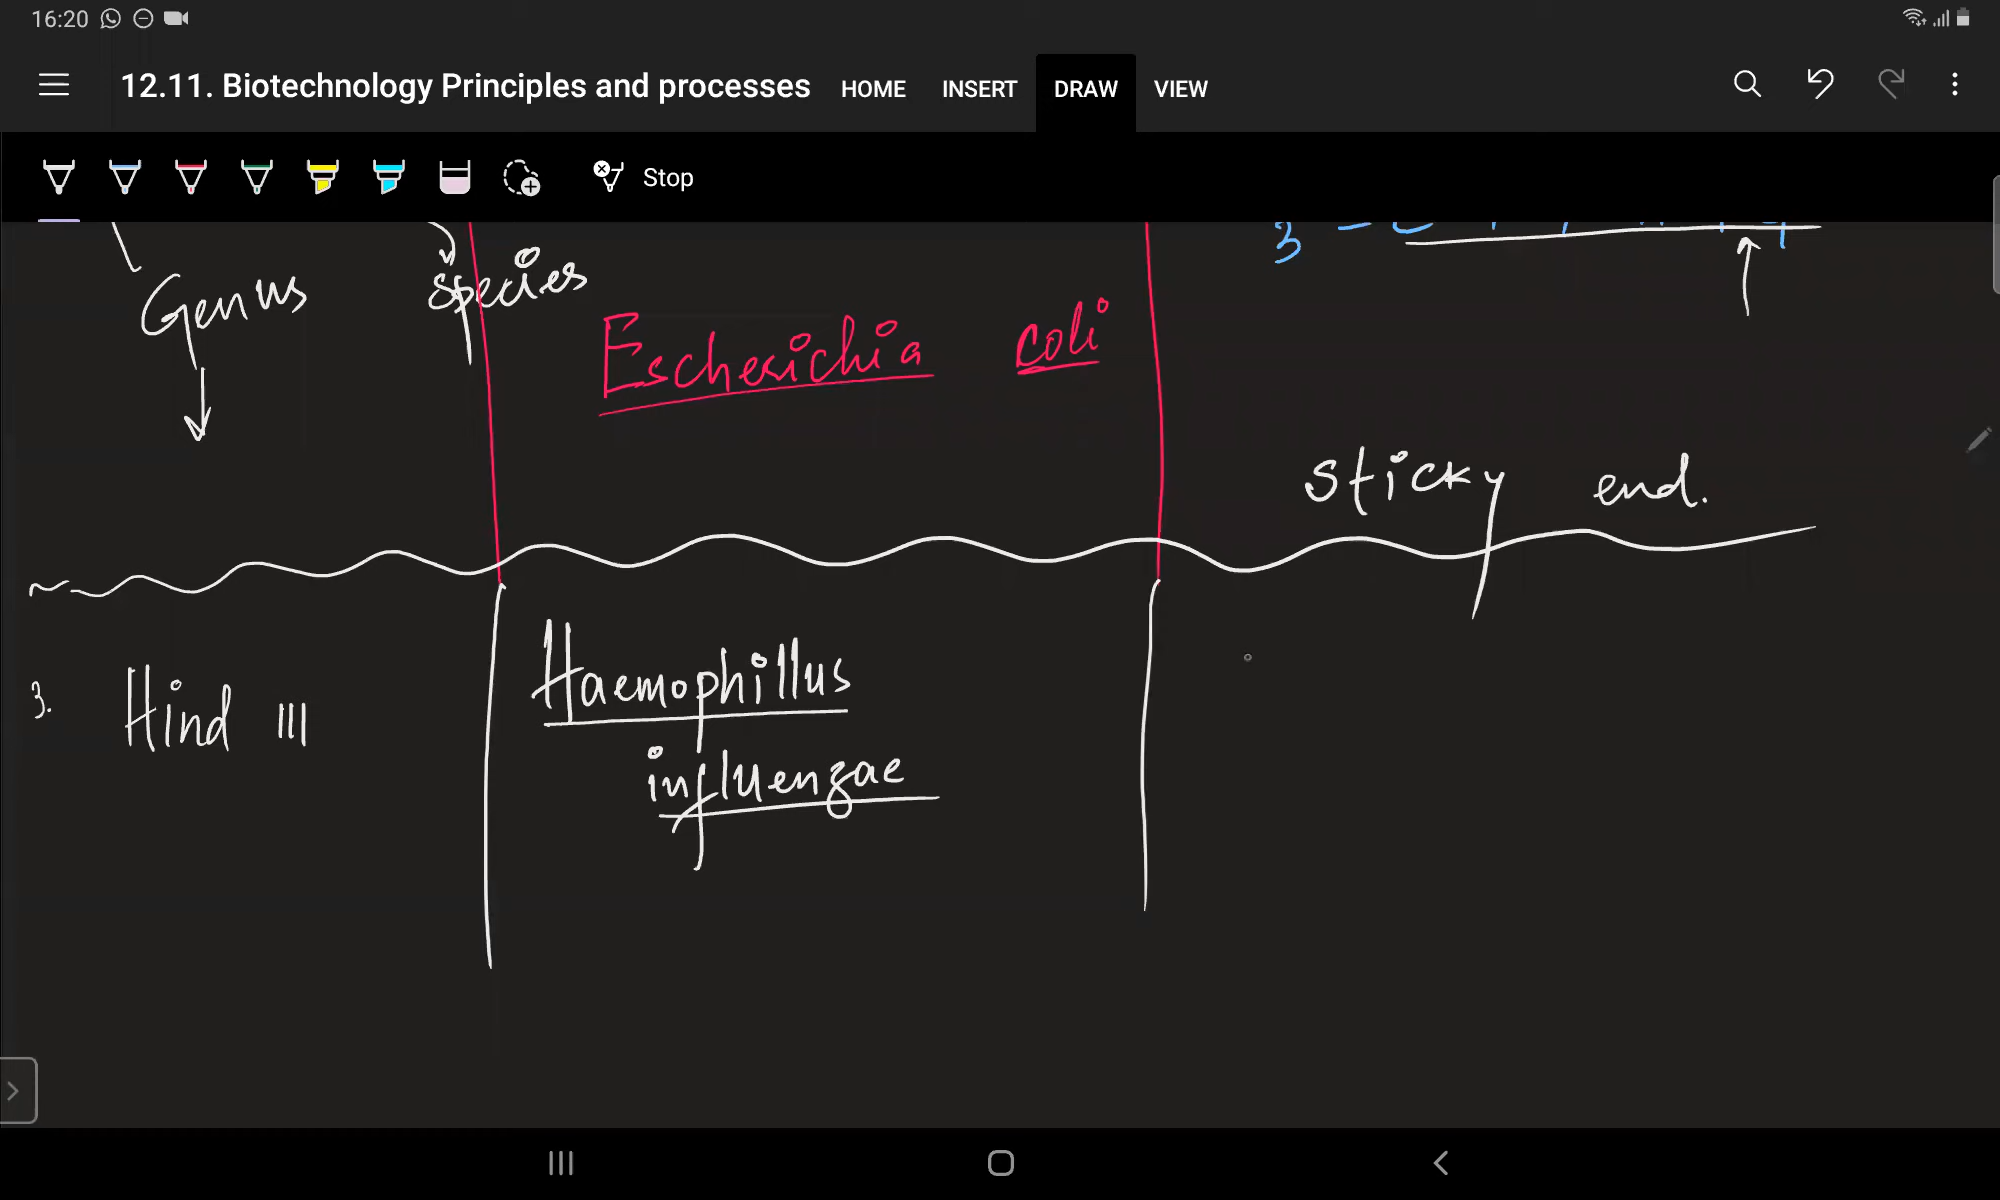 16:20
12.11. Biotechnology Principles and processes HOME INSERT DRAW VIEW
Stop
3
Genus species
Escherichia coli
sticky end.
3. Hind III
Haemophillus
influenzae